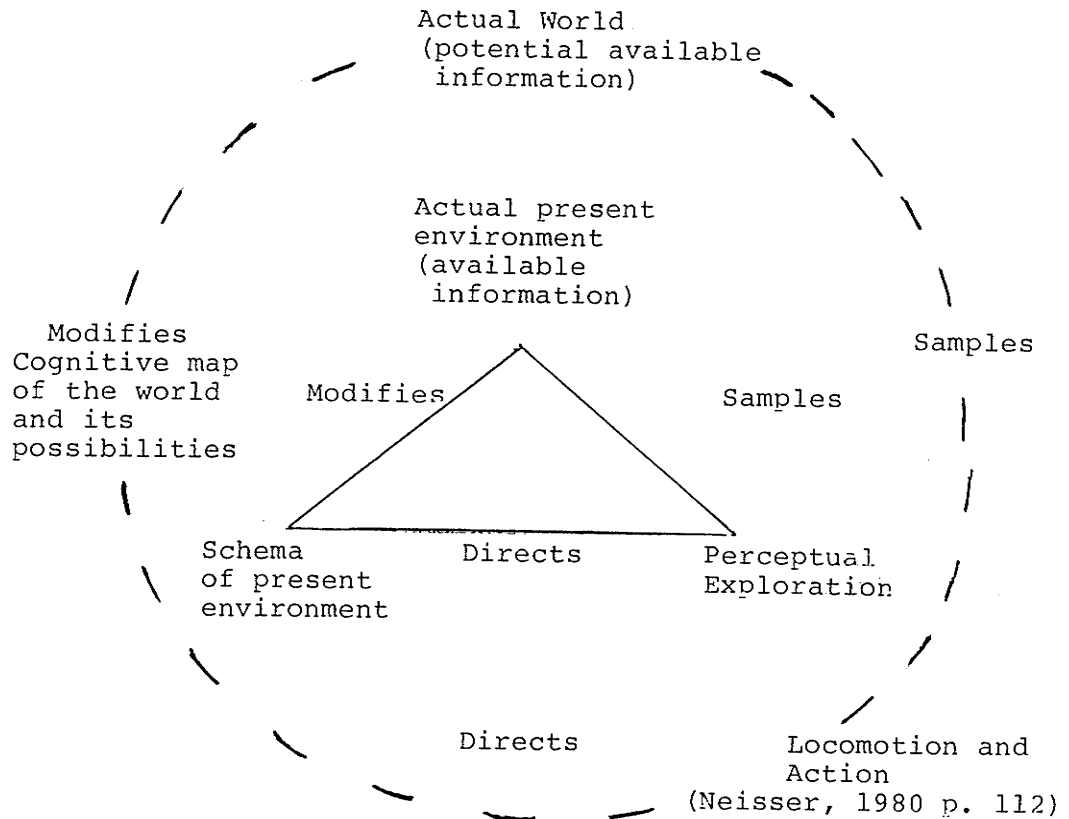 Actual World
(potential available
information)
Actual present
environment
(available
information)
Modifies
Cognitive map
of the world
and its
possibilities
Modifies
Samples
Samples
Schema
of present
environment
Directs
Perceptual
Exploration
Directs
Locomotion and
Action
(Neisser, 1980 p. 112)